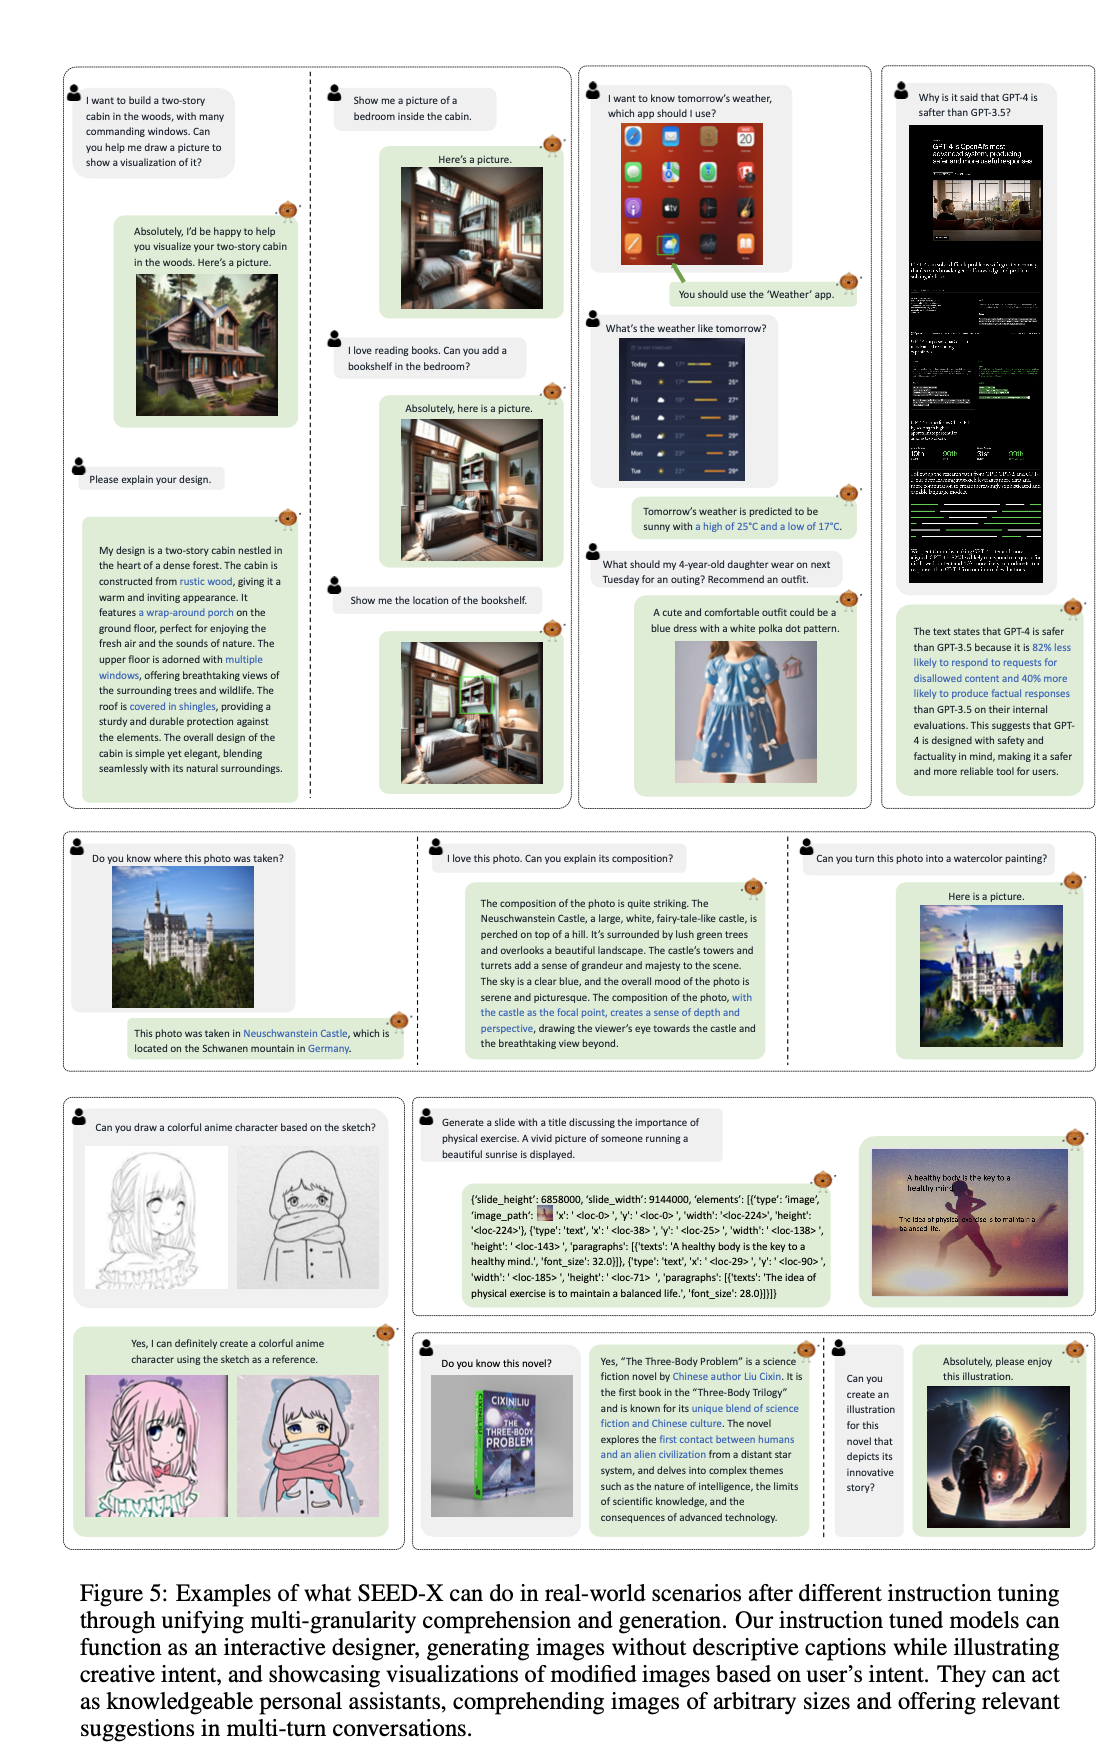 I want to build a two-story
cabin in the woods, with many
commanding windows. Can
you help me draw a picture to
show a visualization of it?
Absolutely, I'd be happy to help
you visualize your two-story cabin
in the woods. Here's a picture.
Please explain your design.
My design is a two-story cabin nestled in
the heart of a dense forest. The cabin is
constructed from rustic wood, giving it a
warm and inviting appearance. It
features a wrap-around porch on the
ground floor, perfect for enjoying the
fresh air and the sounds of nature. The
upper floor is adorned with multiple
windows, offering breathtaking views of
the surrounding trees and wildlife. The
roof is covered in shingles, providing a
sturdy and durable protection against
the elements. The overall design of the
cabin is simple yet elegant, blending
seamlessly with its natural surroundings.
Show me a picture of a
bedroom inside the cabin.
Here's a picture.
I love reading books. Can you add a
bookshelf in the bedroom?
Absolutely, here is a picture.
Show me the location of the bookshelf.
I want to know tomorrow's weather,
which app should I use?
20
tv
You should use the 'Weather' app.
What's the weather like tomorrow?
Today 17° 25°
Thu 17° 25°
Fri 19° 27°
Sat 21° 28°
Sun 23° 29°
Mon 23° 29°
Tue 22° 29°
Tomorrow's weather is predicted to be
sunny with a high of 25°C and a low of 17°C.
What should my 4-year-old daughter wear on next
Tuesday for an outing? Recommend an outfit.
A cute and comfortable outfit could be a
blue dress with a white polka dot pattern.
Why is it said that GPT-4 is
safter than GPT-3.5?
GPT-4 is OpenAI's most
advanced system, producing
safer and more useful responses
10th 90th 31st 99th
The text states that GPT-4 is safer
than GPT-3.5 because it is 82% less
likely to respond to requests for
disallowed content and 40% more
likely to produce factual responses
than GPT-3.5 on their internal
evaluations. This suggests that GPT-
4 is designed with safety and
factuality in mind, making it a safer
and more reliable tool for users.
Do you know where this photo was taken?
This photo was taken in Neuschwanstein Castle, which is
located on the Schwanen mountain in Germany.
I love this photo. Can you explain its composition?
The composition of the photo is quite striking. The
Neuschwanstein Castle, a large, white, fairy-tale-like castle, is
perched on top of a hill. It's surrounded by lush green trees
and overlooks a beautiful landscape. The castle's towers and
turrets add a sense of grandeur and majesty to the scene.
The sky is a clear blue, and the overall mood of the photo is
serene and picturesque. The composition of the photo, with
the castle as the focal point, creates a sense of depth and
perspective, drawing the viewer's eye towards the castle and
the breathtaking view beyond.
Can you turn this photo into a watercolor painting?
Here is a picture.
Can you draw a colorful anime character based on the sketch?
Yes, I can definitely create a colorful anime
character using the sketch as a reference.
Generate a slide with a title discussing the importance of
physical exercise. A vivid picture of someone running a
beautiful sunrise is displayed.
{'slide_height': 6858000, 'slide_width': 9144000, 'elements': [{'type': 'image',
'image_path': 'x': ' <loc-0> ', 'y': ' <loc-0> ', 'width': '<loc-224>', 'height':
'<loc-224>'}, {'type': 'text', 'x': ' <loc-38> ', 'y': ' <loc-25> ', 'width': ' <loc-138> ',
'height': ' <loc-143> ', 'paragraphs': [{'texts': 'A healthy body is the key to a
healthy mind.', 'font_size': 32.0}]}, {'type': 'text', 'x': ' <loc-29> ', 'y': ' <loc-90> ',
'width': ' <loc-185> ', 'height': ' <loc-71> ', 'paragraphs': [{'texts': 'The idea of
physical exercise is to maintain a balanced life.', 'font_size': 28.0}]}]}
A healthy body is the key to a
healthy mind.
The idea of physical exercise is to maintain a
balanced life.
Do you know this novel?
CIXIN LIU
THE
THREE-BODY
PROBLEM
Yes, "The Three-Body Problem" is a science
fiction novel by Chinese author Liu Cixin. It is
the first book in the "Three-Body Trilogy"
and is known for its unique blend of science
fiction and Chinese culture. The novel
explores the first contact between humans
and an alien civilization from a distant star
system, and delves into complex themes
such as the nature of intelligence, the limits
of scientific knowledge, and the
consequences of advanced technology.
Can you
create an
illustration
for this
novel that
depicts its
innovative
story?
Absolutely, please enjoy
this illustration.
Figure 5: Examples of what SEED-X can do in real-world scenarios after different instruction tuning
through unifying multi-granularity comprehension and generation. Our instruction tuned models can
function as an interactive designer, generating images without descriptive captions while illustrating
creative intent, and showcasing visualizations of modified images based on user's intent. They can act
as knowledgeable personal assistants, comprehending images of arbitrary sizes and offering relevant
suggestions in multi-turn conversations.